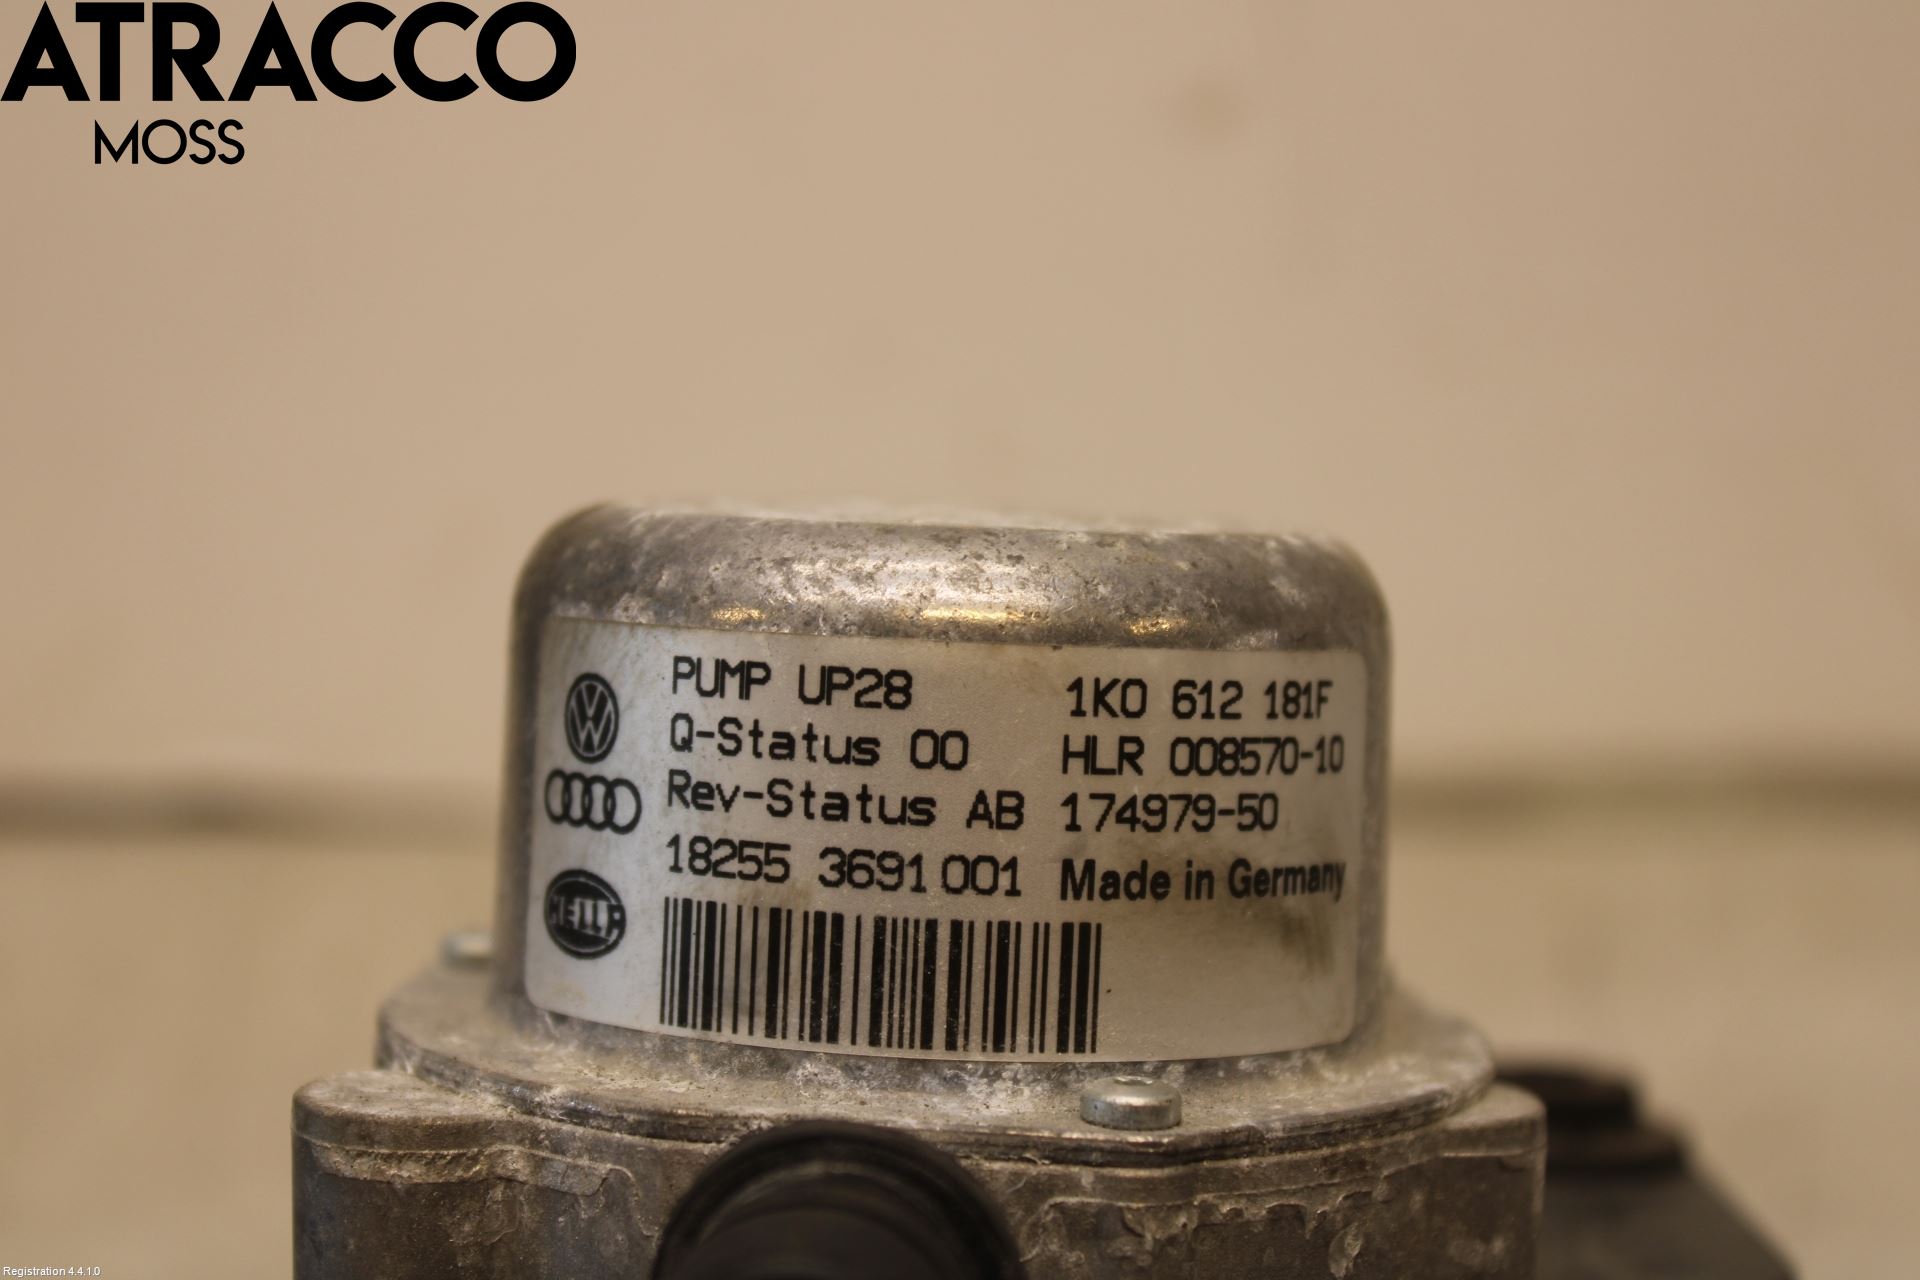 ATRACCO
MOSS
PUMP UP28
Q-Status 00
Rev-Status AB
18255 3691 001
1K0 612 181F
HLR 008570-10
174979-50
Made in Germany
HELLA
Registration 4.4.1.0